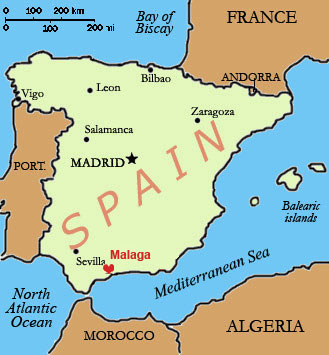 0 100 200 km
0 100 200 mi
Bay of
Biscay
FRANCE
ANDORRA
Bilbao
Leon
Vigo
Zaragoza
Salamanca
PORT.
MADRID
SPAIN
Balearic
islands
Sevilla
Malaga
Mediterranean Sea
North
Atlantic
Ocean
MOROCCO
ALGERIA